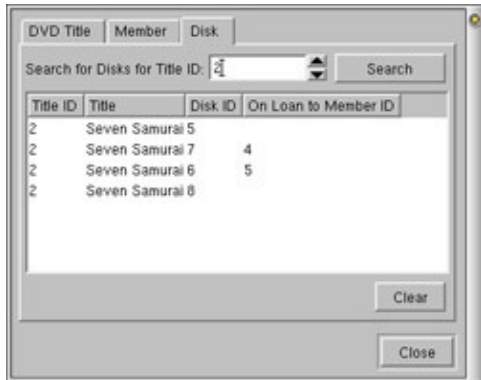 DVD Title Member Disk
Search for Disks for Title ID: 2 Search
Title ID Title Disk ID On Loan to Member ID
2 Seven Samurai 5
2 Seven Samurai 7 4
2 Seven Samurai 6 5
2 Seven Samurai 8
Clear
Close